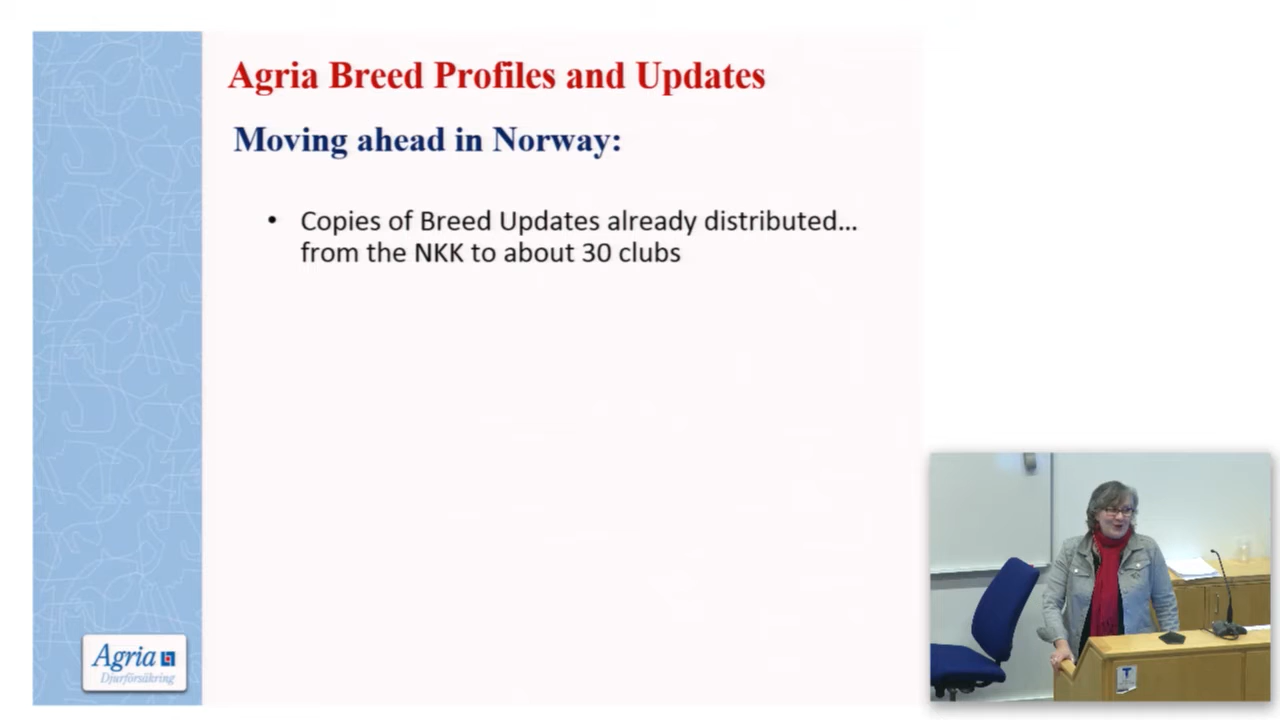 Agria Breed Profiles and Updates
Moving ahead in Norway:
• Copies of Breed Updates already distributed...
from the NKK to about 30 clubs
Agria
Djurförsäkring
T